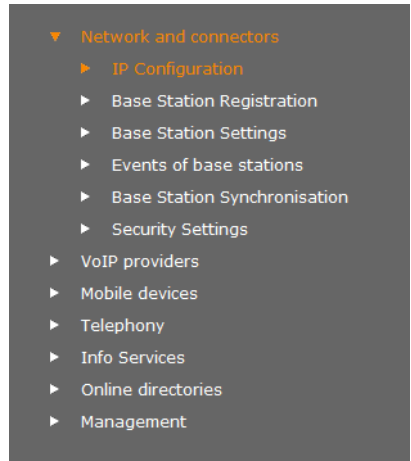 Network and connectors
IP Configuration
Base Station Registration
Base Station Settings
Events of base stations
Base Station Synchronisation
Security Settings
VoIP providers
Mobile devices
Telephony
Info Services
Online directories
Management